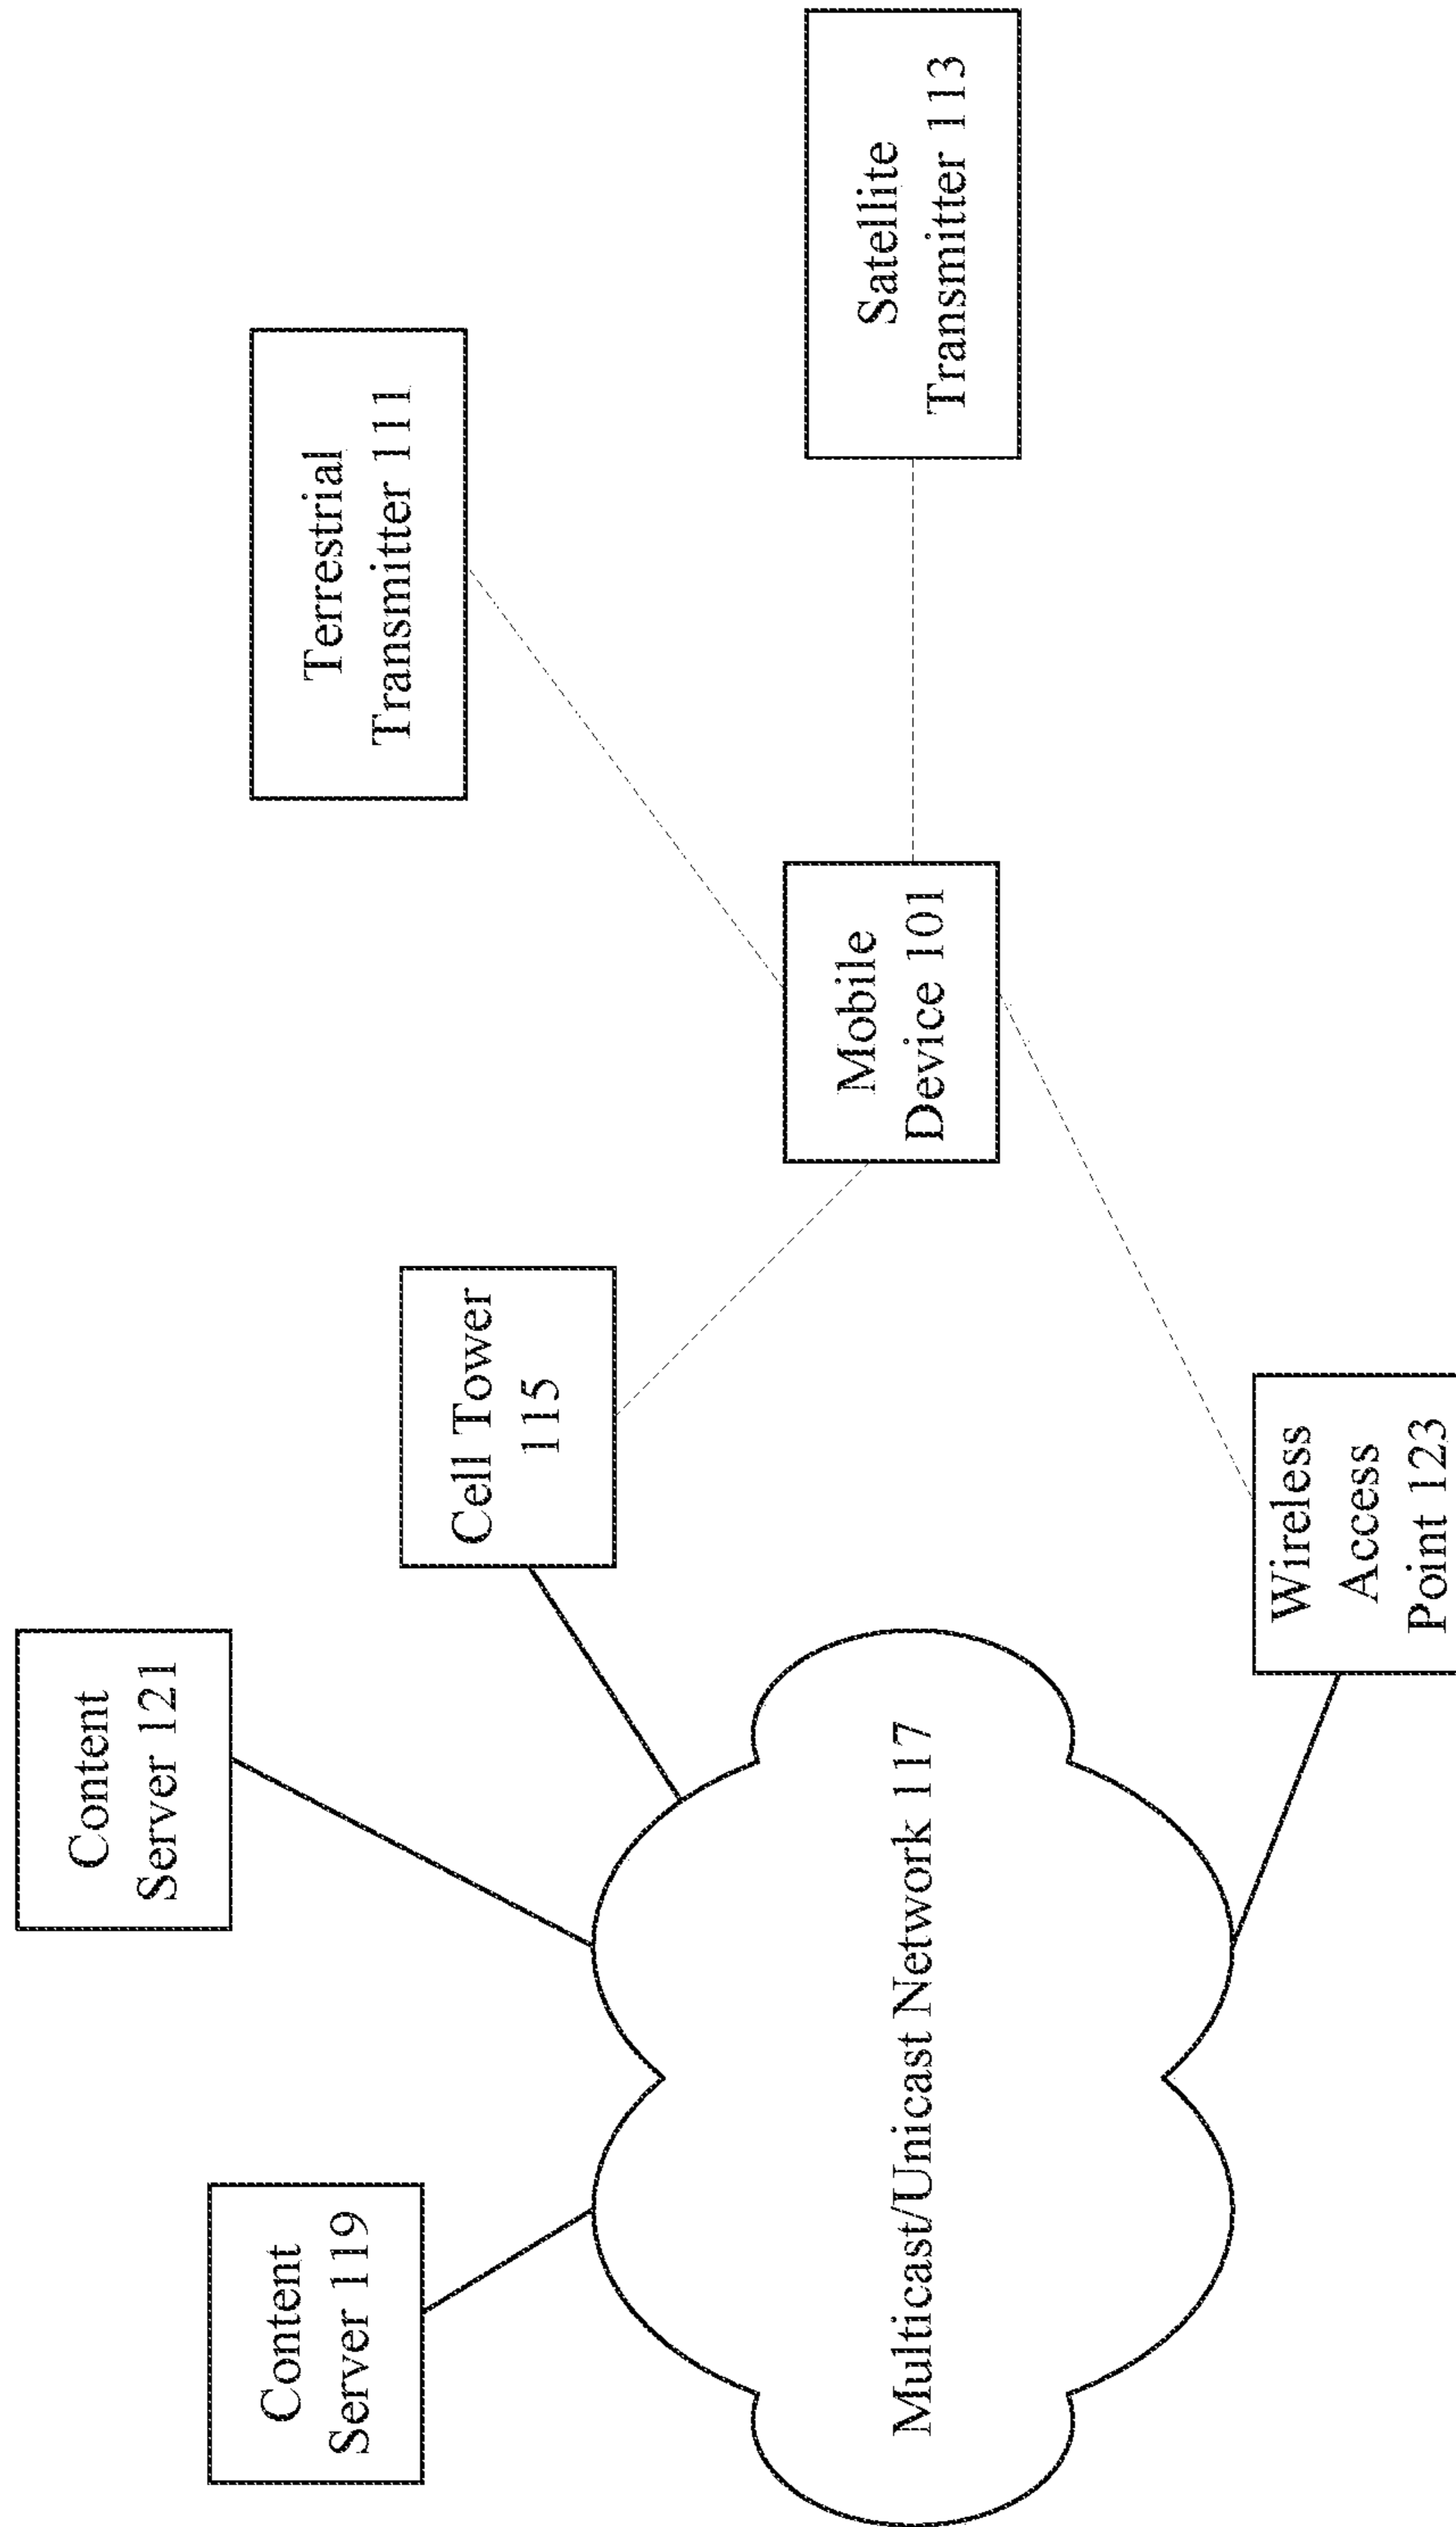 Content
Server 121
Content
Server 119
Terrestrial
Transmitter 111
Cell Tower
115
Multicast/Unicast Network 117
Mobile
Device 101
Satellite
Transmitter 113
Wireless
Access
Point 123